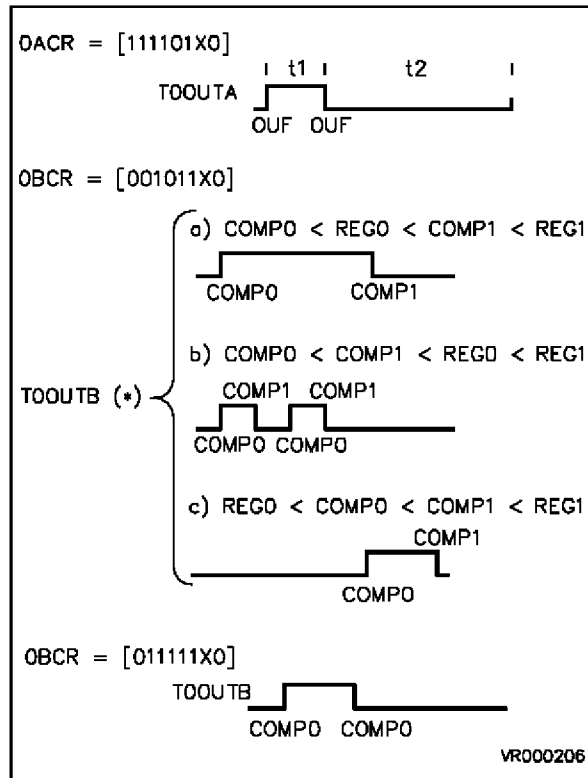 OACR = [111101X0]
t1 t2
TOOUTA
OUF OUF
OBCR = [001011X0]
a) COMP0 < REG0 < COMP1 < REG1
COMP0 COMP1
b) COMP0 < COMP1 < REG0 < REG1
TOOUTB (*)
COMP1 COMP1
COMP0 COMP0
c) REG0 < COMP0 < COMP1 < REG1
COMP1
COMP0
OBCR = [011111X0]
TOOUTB
COMP0 COMP0
VR000206